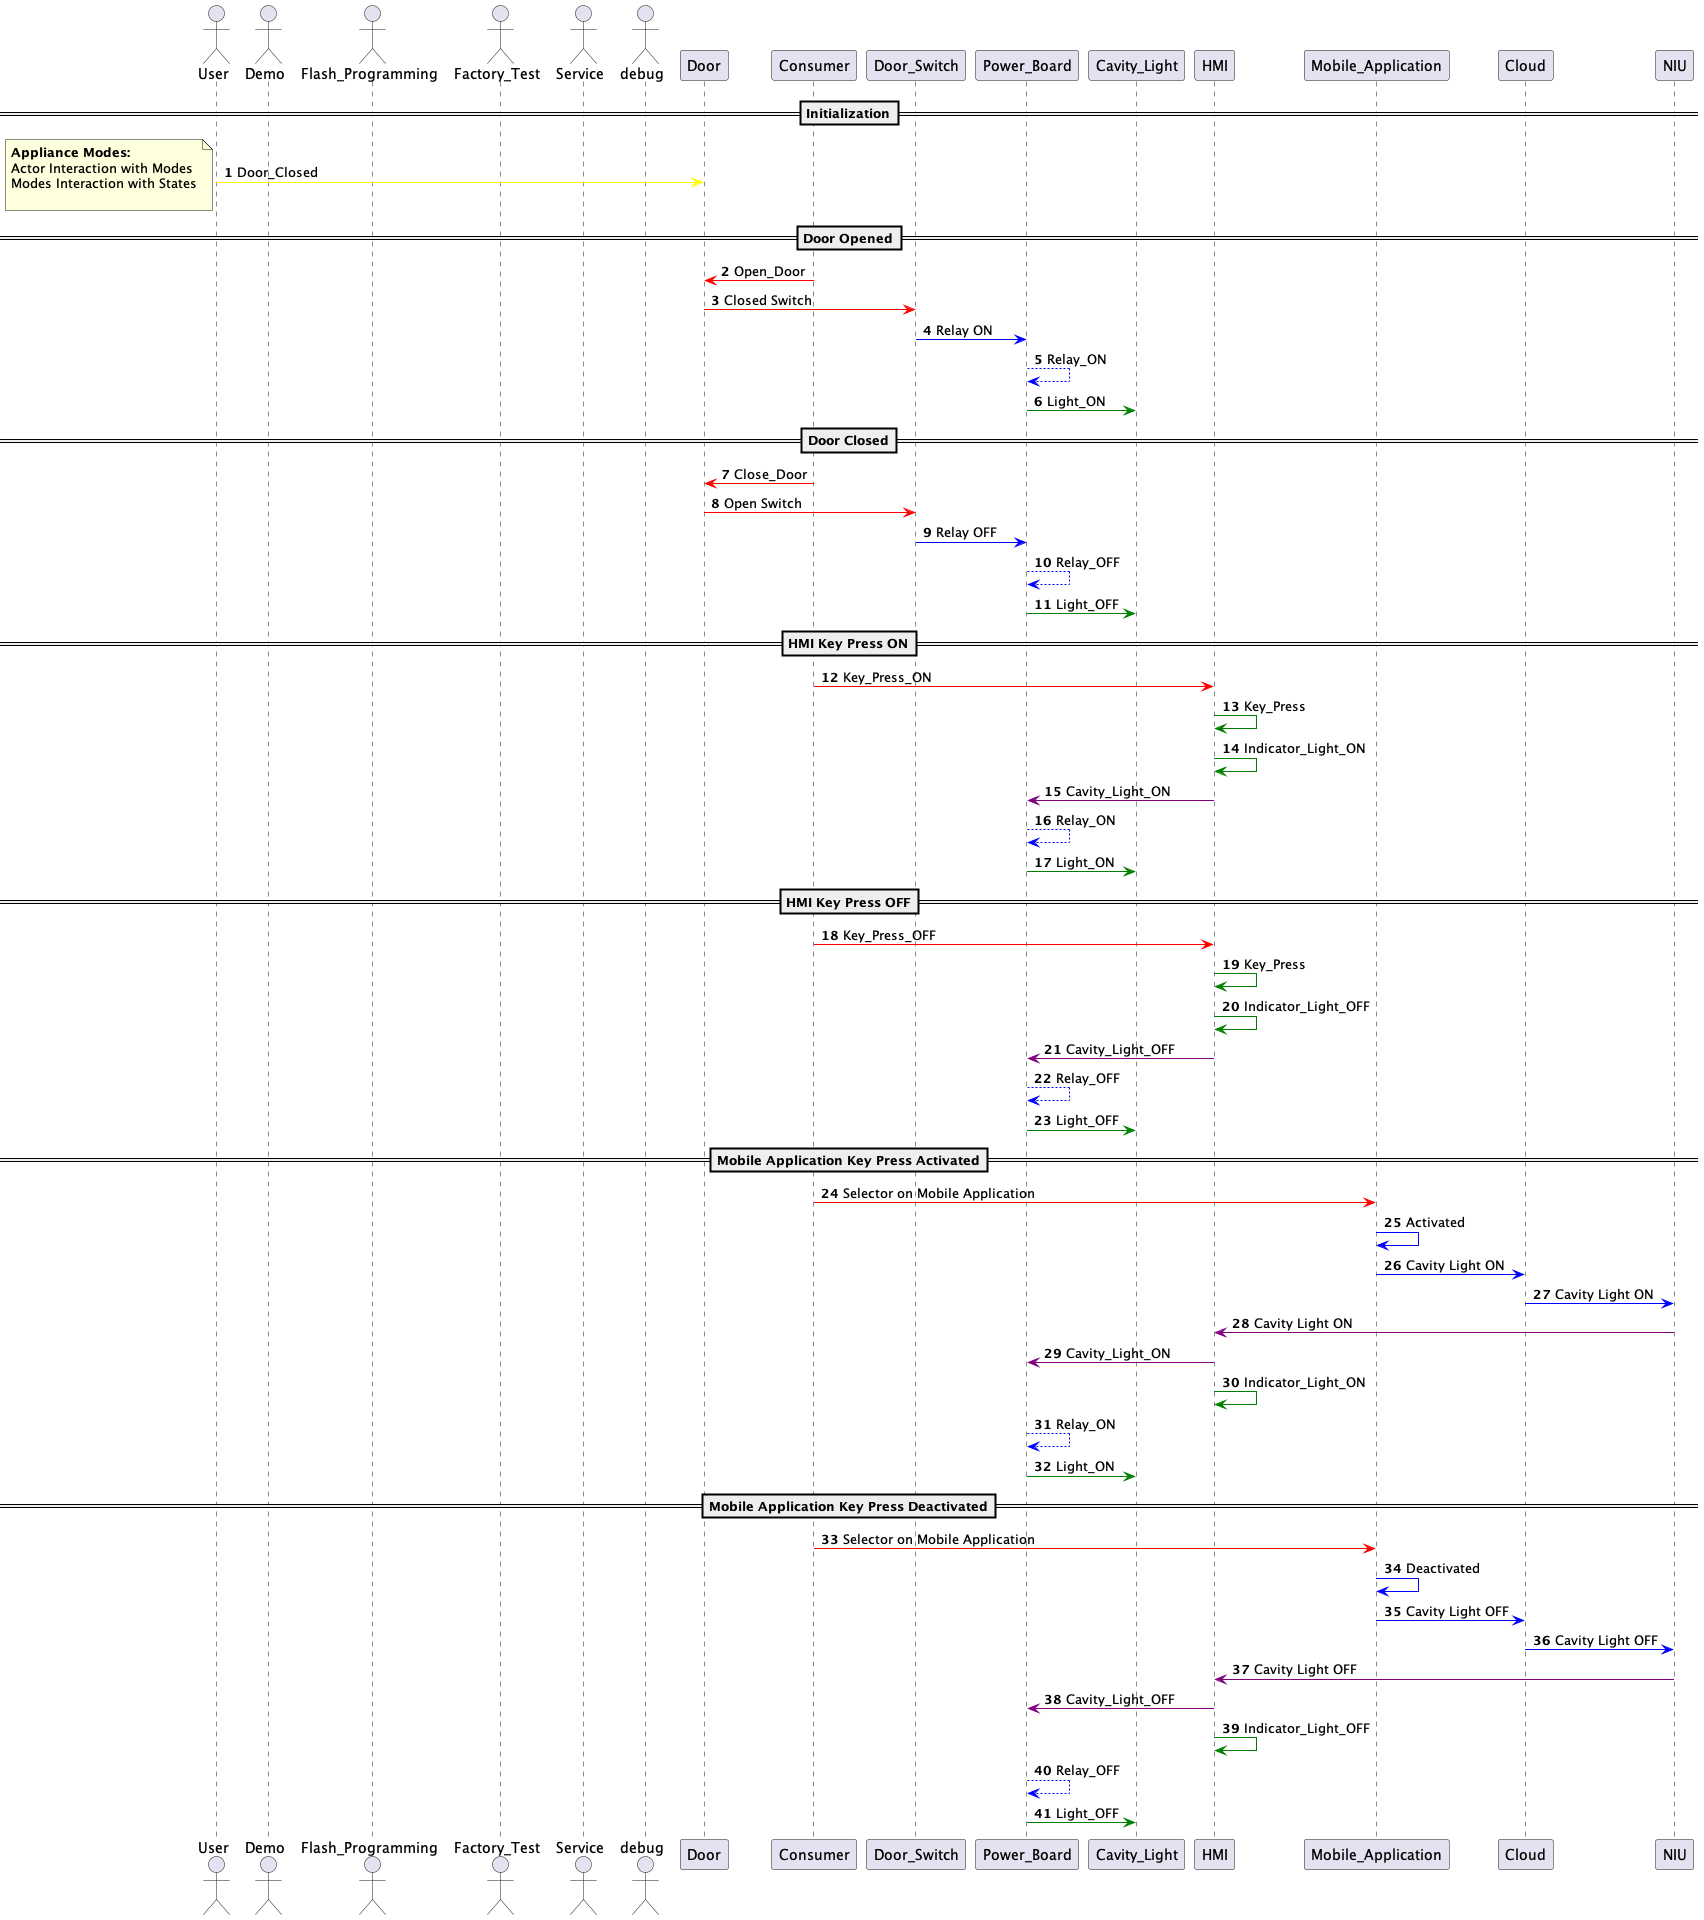 User Demo Flash_Programming Factory_Test Service debug Door Consumer Door_Switch Power_Board Cavity_Light HMI Mobile_Application Cloud NIU
Initialization
Appliance Modes:
Actor Interaction with Modes
Modes Interaction with States
1 Door_Closed
Door Opened
2 Open_Door
3 Closed Switch
4 Relay ON
5 Relay_ON
6 Light_ON
Door Closed
7 Close_Door
8 Open Switch
9 Relay OFF
10 Relay_OFF
11 Light_OFF
HMI Key Press ON
12 Key_Press_ON
13 Key_Press
14 Indicator_Light_ON
15 Cavity_Light_ON
16 Relay_ON
17 Light_ON
HMI Key Press OFF
18 Key_Press_OFF
19 Key_Press
20 Indicator_Light_OFF
21 Cavity_Light_OFF
22 Relay_OFF
23 Light_OFF
Mobile Application Key Press Activated
24 Selector on Mobile Application
25 Activated
26 Cavity Light ON
27 Cavity Light ON
28 Cavity Light ON
29 Cavity_Light_ON
30 Indicator_Light_ON
31 Relay_ON
32 Light_ON
Mobile Application Key Press Deactivated
33 Selector on Mobile Application
34 Deactivated
35 Cavity Light OFF
36 Cavity Light OFF
37 Cavity Light OFF
38 Cavity_Light_OFF
39 Indicator_Light_OFF
40 Relay_OFF
41 Light_OFF
User Demo Flash_Programming Factory_Test Service debug Door Consumer Door_Switch Power_Board Cavity_Light HMI Mobile_Application Cloud NIU